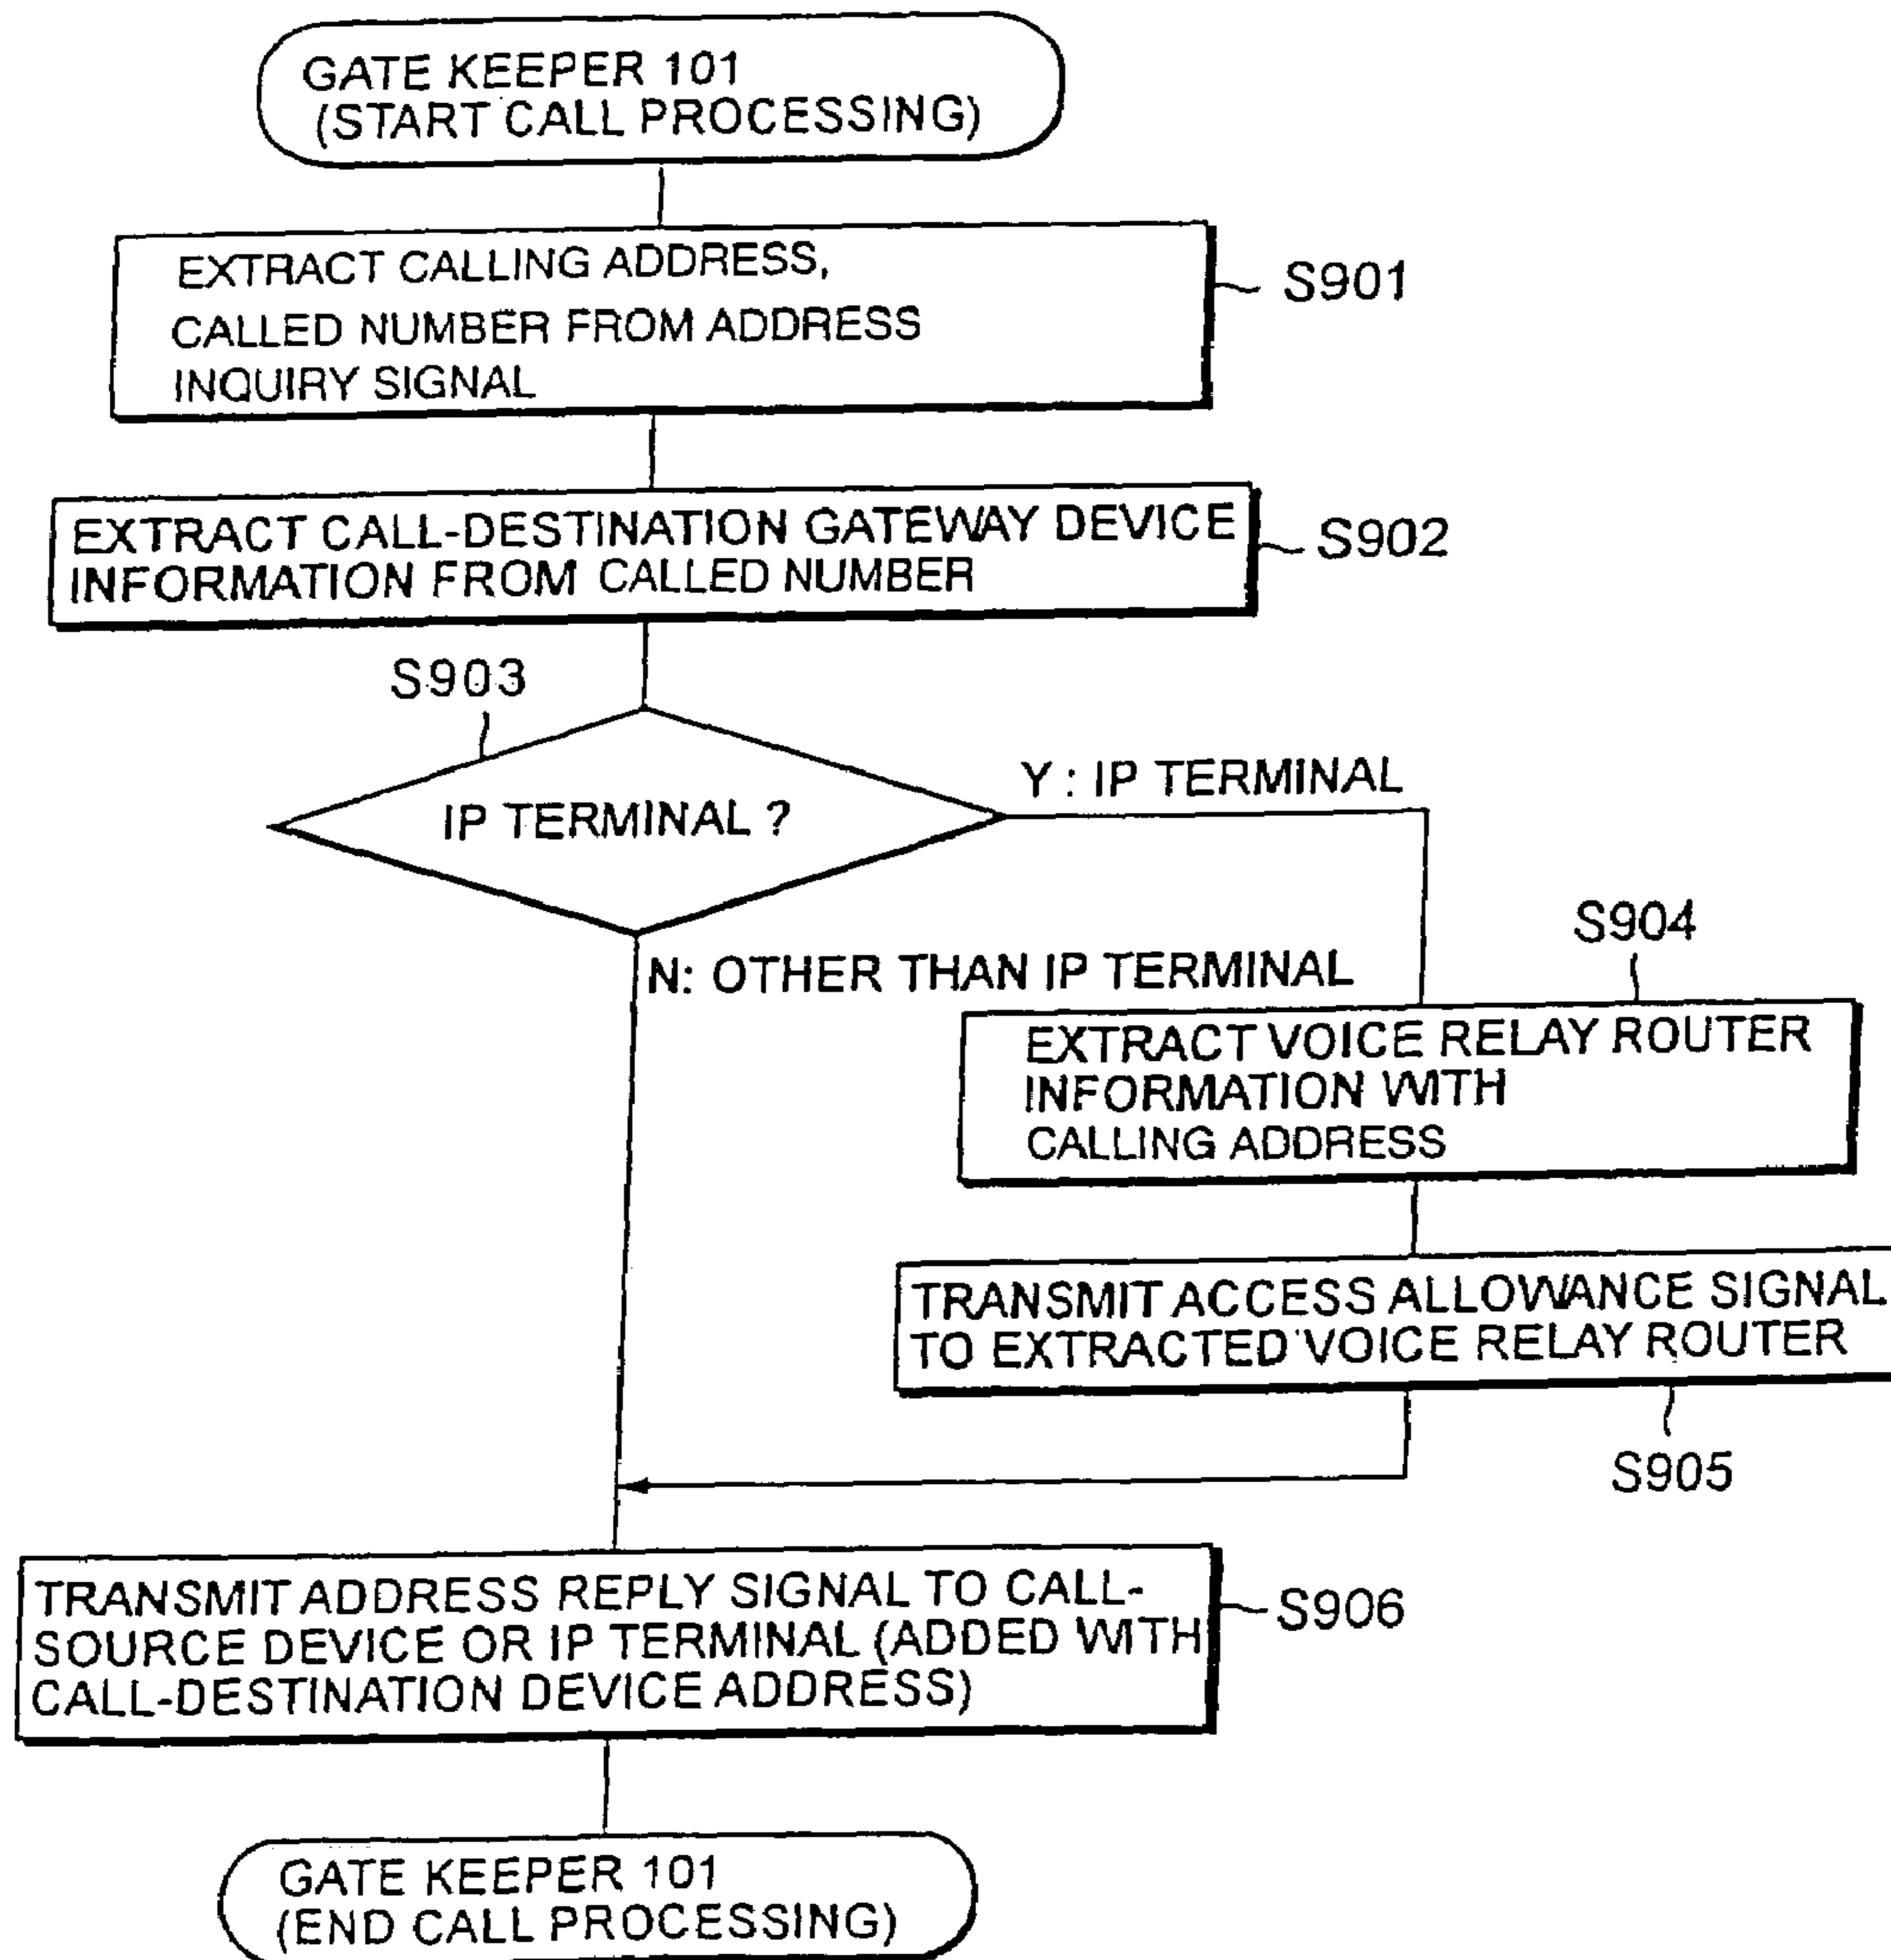 GATE KEEPER 101
(START CALL PROCESSING)
EXTRACT CALLING ADDRESS,
CALLED NUMBER FROM ADDRESS
INQUIRY SIGNAL
S901
EXTRACT CALL-DESTINATION GATEWAY DEVICE
INFORMATION FROM CALLED NUMBER
S902
S903
IP TERMINAL ?
Y : IP TERMINAL
N: OTHER THAN IP TERMINAL
S904
EXTRACT VOICE RELAY ROUTER
INFORMATION WITH
CALLING ADDRESS
TRANSMIT ACCESS ALLOWANCE SIGNAL
TO EXTRACTED VOICE RELAY ROUTER
S905
TRANSMIT ADDRESS REPLY SIGNAL TO CALL-
SOURCE DEVICE OR IP TERMINAL (ADDED WITH
CALL-DESTINATION DEVICE ADDRESS)
S906
GATE KEEPER 101
(END CALL PROCESSING)